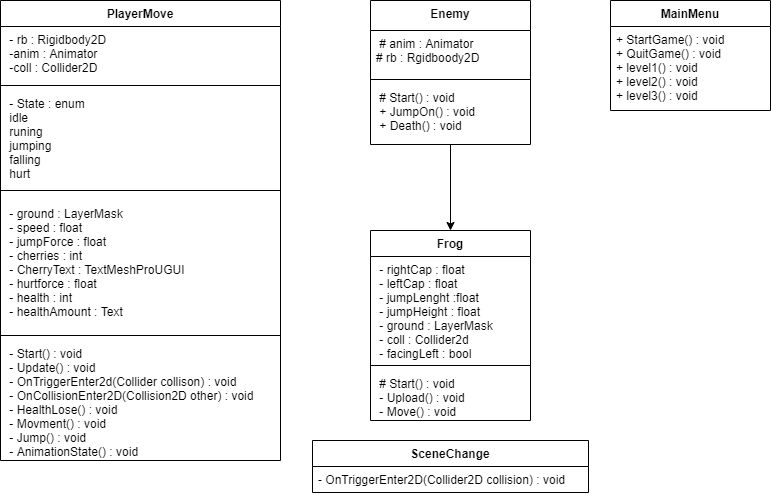 PlayerMove
- rb : Rigidbody2D
-anim : Animator
-coll : Collider2D
- State : enum
idle
runing
jumping
falling
hurt
- ground : LayerMask
- speed : float
- jumpForce : float
- cherries : int
- CherryText : TextMeshProUGUI
- hurtforce : float
- health : int
- healthAmount : Text
- Start() : void
- Update() : void
- OnTriggerEnter2d(Collider collison) : void
- OnCollisionEnter2D(Collision2D other) : void
- HealthLose() : void
- Movment() : void
- Jump() : void
- AnimationState() : void
Enemy
# anim : Animator
# rb : Rgidboody2D
# Start() : void
+ JumpOn() : void
+ Death() : void
MainMenu
+ StartGame() : void
+ QuitGame() : void
+ level1() : void
+ level2() : void
+ level3() : void
Frog
- rightCap : float
- leftCap : float
- jumpLenght :float
- jumpHeight : float
- ground : LayerMask
- coll : Collider2d
- facingLeft : bool
# Start() : void
- Upload() : void
- Move() : void
SceneChange
- OnTriggerEnter2D(Collider2D collision) : void